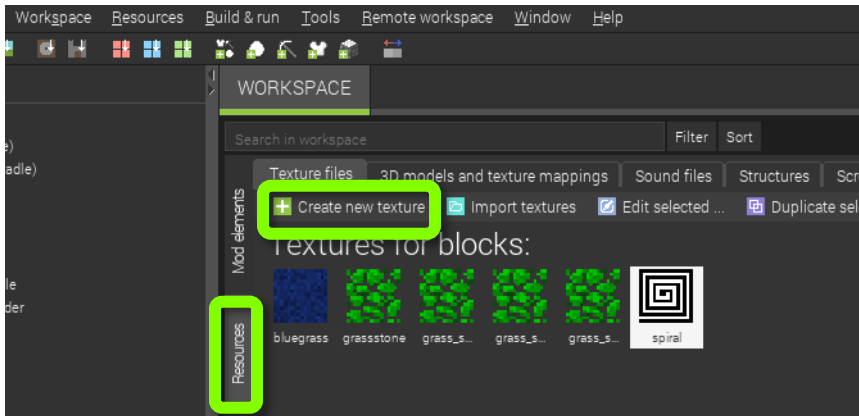 Workspace Resources Build & run Tools Remote workspace Window Help
WORKSPACE
Search in workspace Filter Sort
adle)
Texture files 3D models and texture mappings Sound files Structures Scr
Create new texture Import textures Edit selected ... Duplicate sel
Mod elements
Textures for blocks:
le
der
bluegrass grassstone grass_s... grass_s... grass_s... spiral
Resources